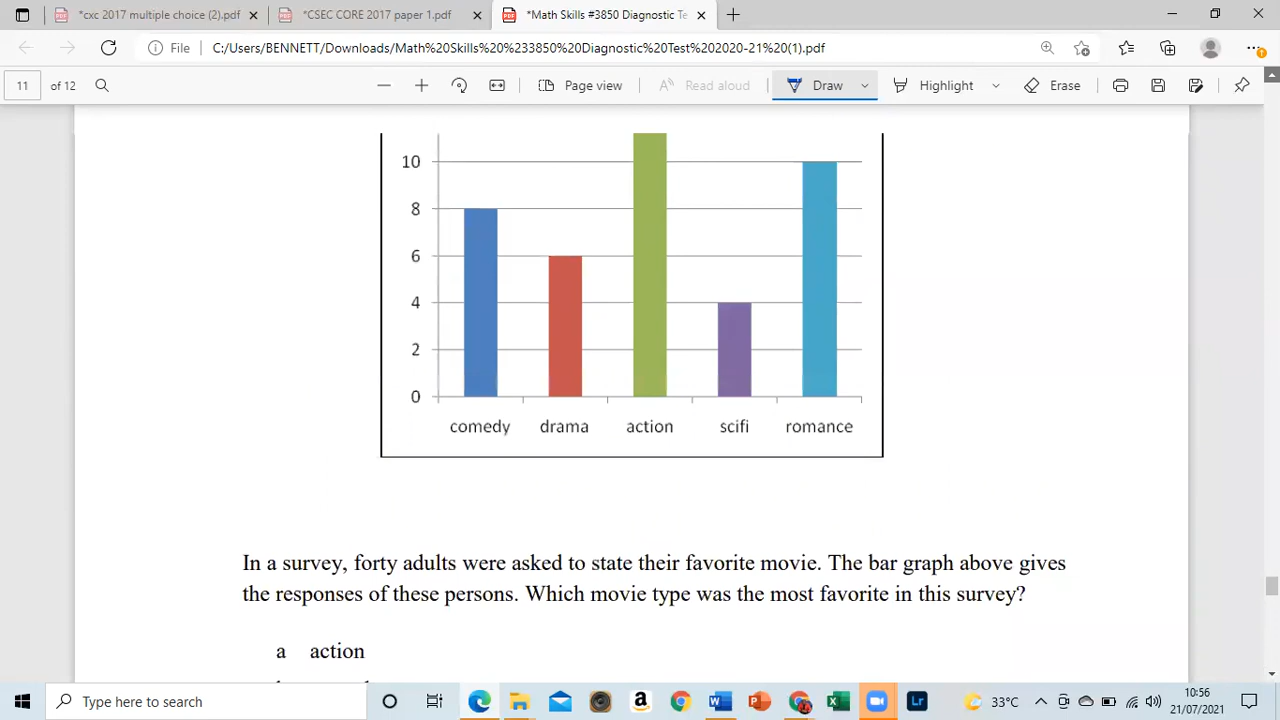 *cxc 2017 multiple choice (2).pdf
*CSEC CORE 2017 paper 1.pdf
*Math Skills #3850 Diagnostic Te
File
C:/Users/BENNETT/Downloads/Math%20Skills%20%233850%20Diagnostic%20Test%202020-21%20(1).pdf
11 of 12
Page view
Read aloud
Draw
Highlight
Erase
10
8
6
4
2
0
comedy drama action scifi romance
In a survey, forty adults were asked to state their favorite movie. The bar graph above gives
the responses of these persons. Which movie type was the most favorite in this survey?
a action
Type here to search
a
Lr
33°C
10:56
21/07/2021